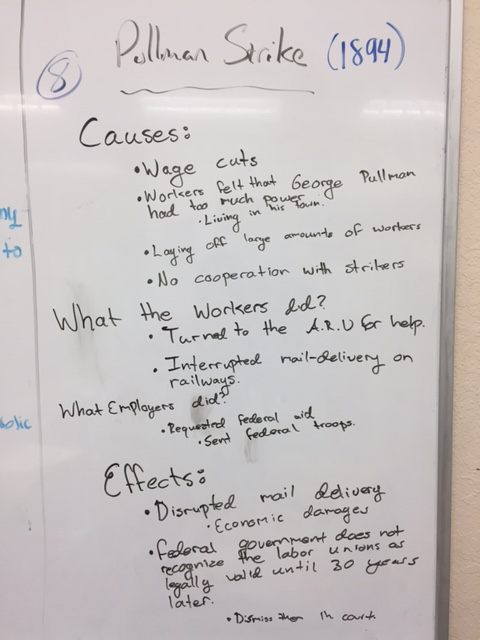 8
Pullman Strike (1894)
Causes:
• Wage cuts
• Workers felt that George Pullman
had too much power
• Living in his town.
• Laying off large amounts of workers
• No cooperation with strikers
What the Workers did?
• Turned to the A.R.U for help.
• Interrupted mail-delivery on
railways.
What Employers did?
• Requested federal aid
• Sent federal troops.
Effects:
• Disrupted mail delivery
• Economic damages
• Federal government does not
recognize the labor unions as
legally valid until 30 years
later.
• Dismiss them in court
to